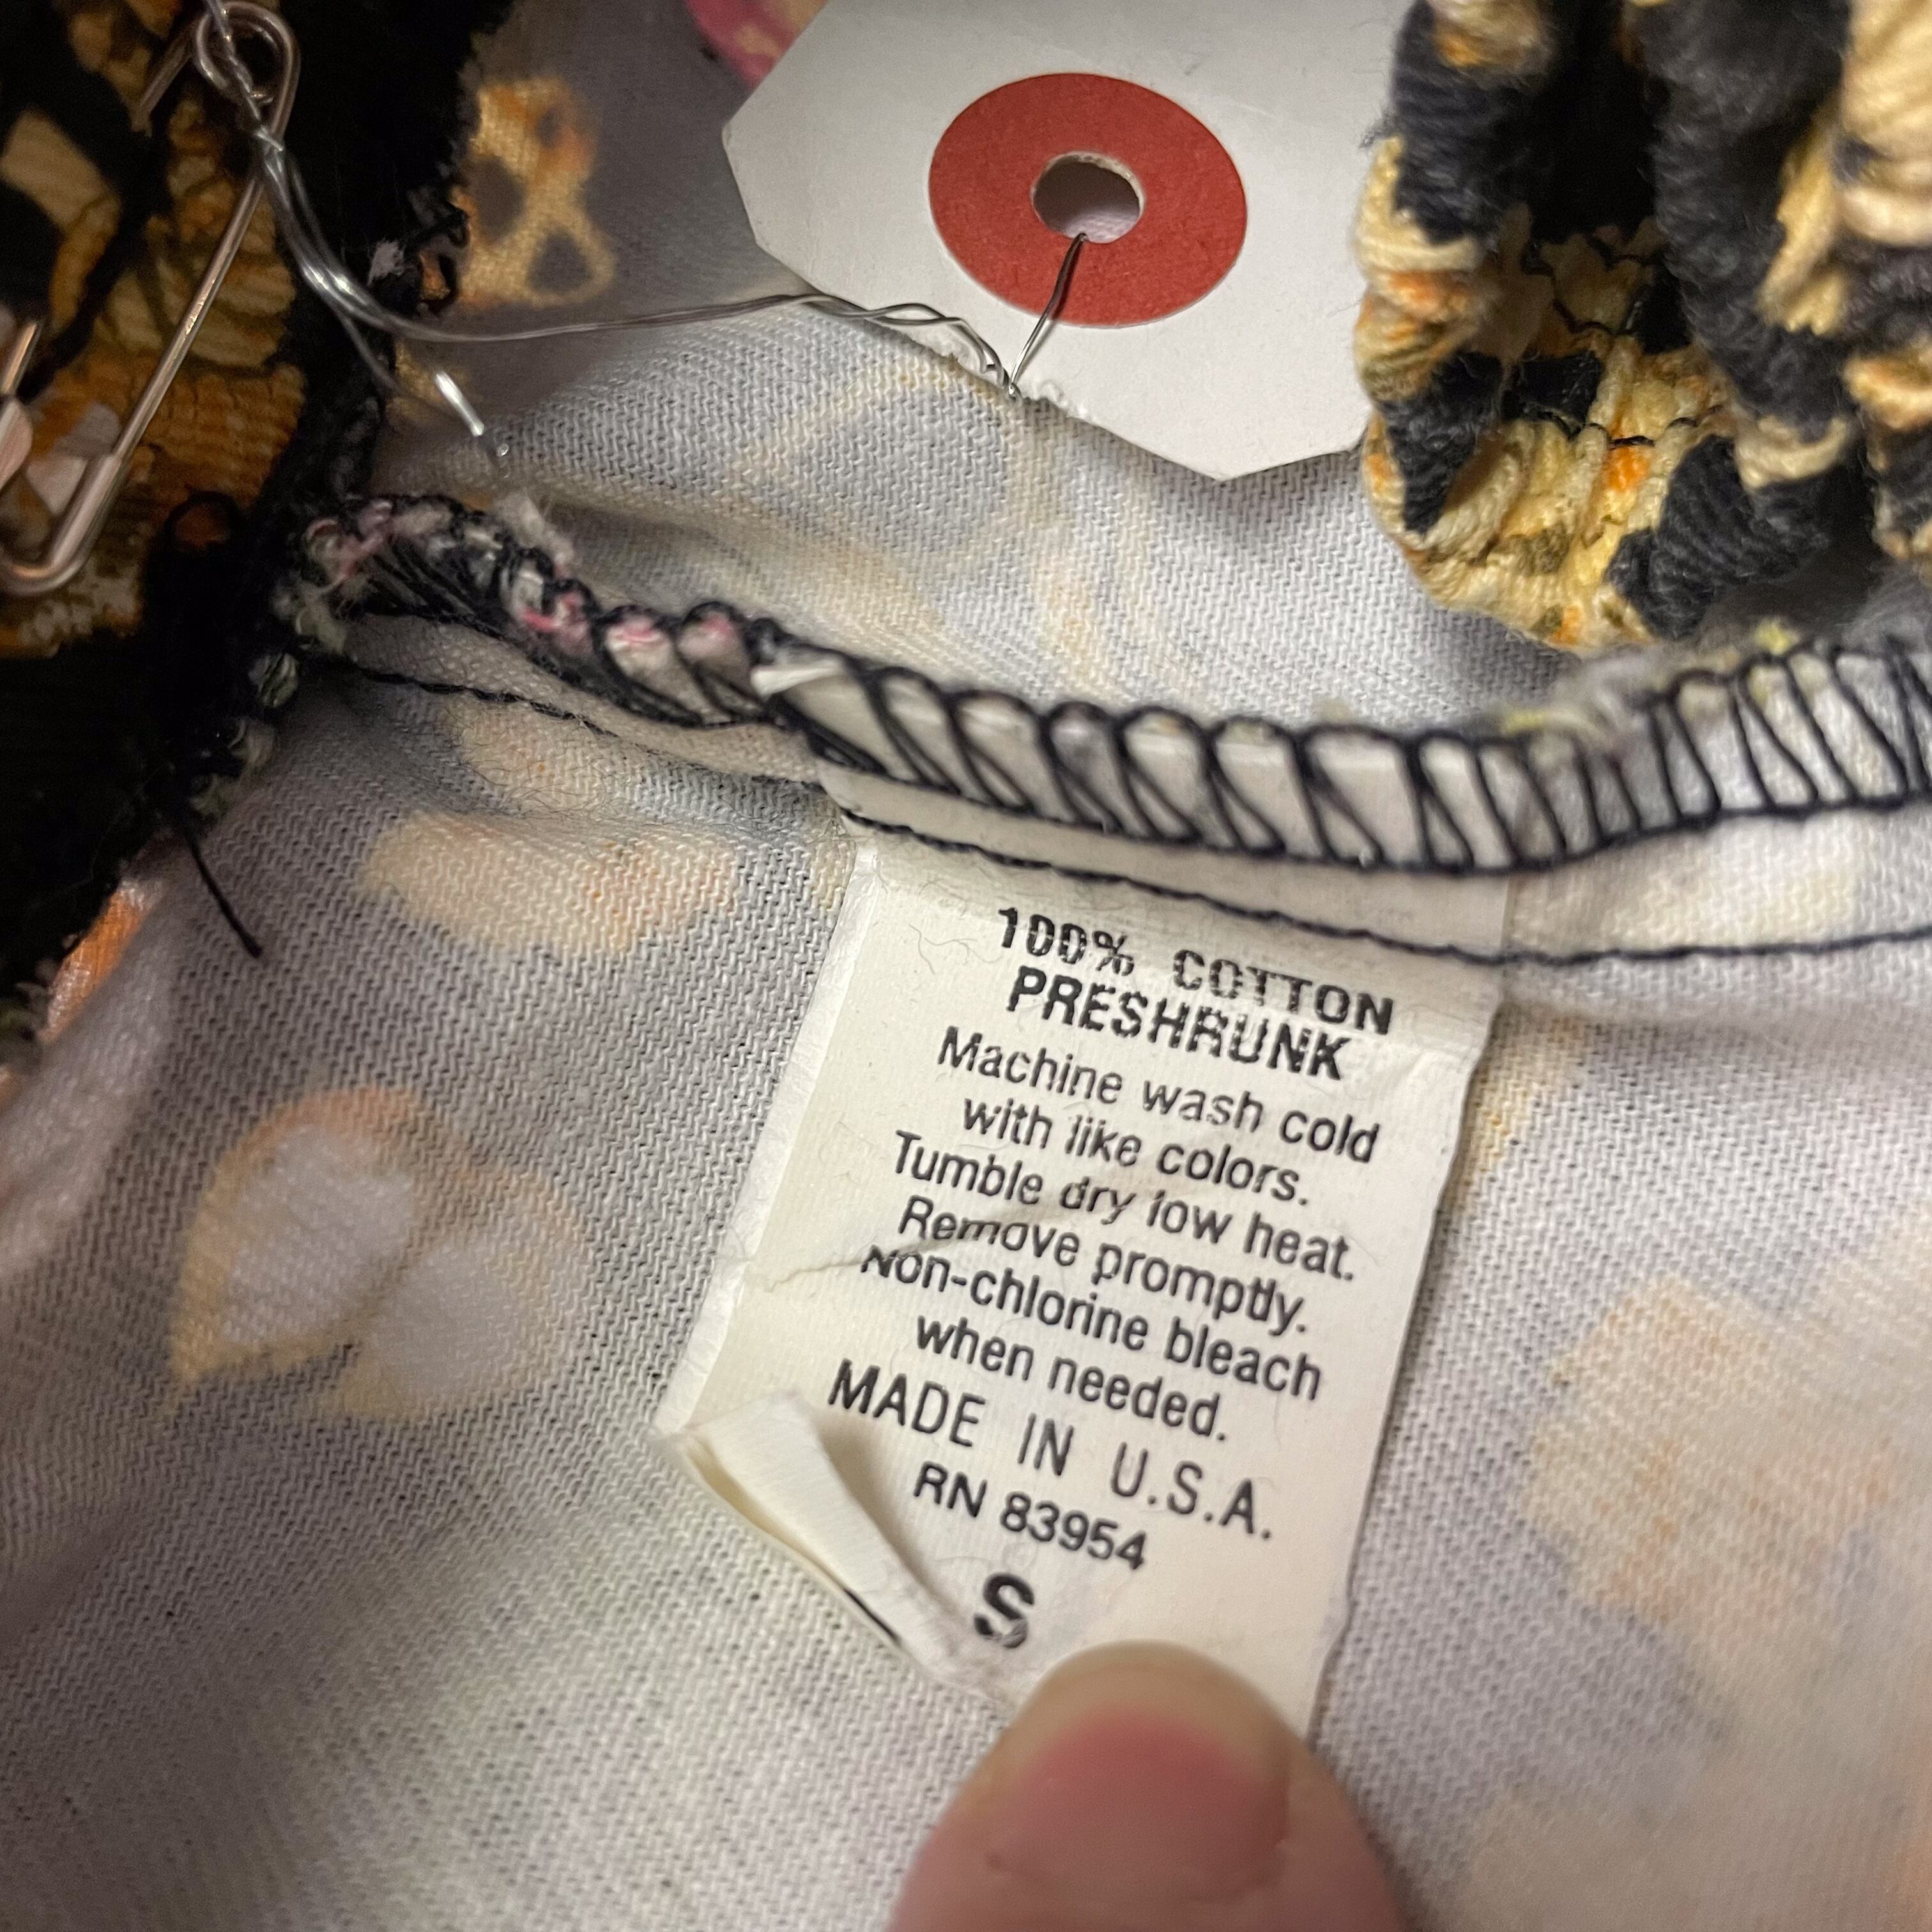 100% COTTON
PRESHRUNK
Machine wash cold
with like colors.
Tumble dry low heat.
Remove promptly.
Non-chlorine bleach
when needed.
MADE IN U.S.A.
RN 83954
S